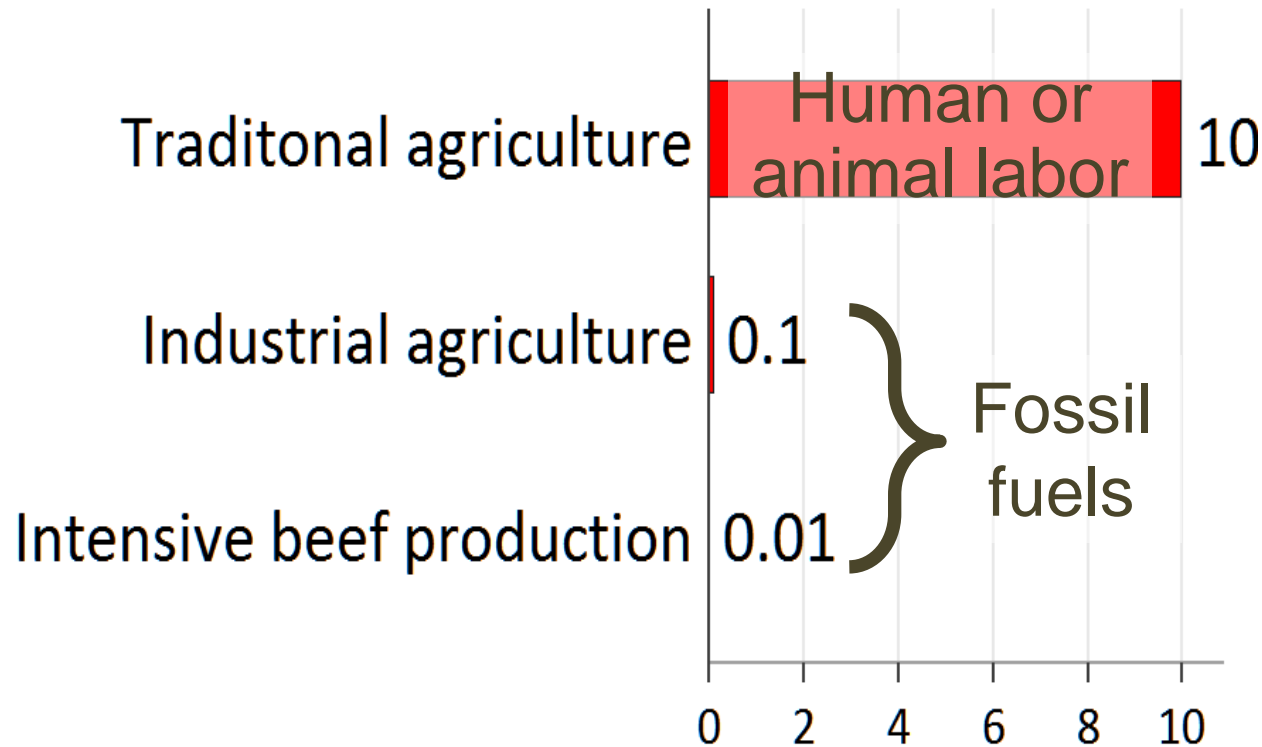 Traditonal agriculture
Human or
animal labor
10
Industrial agriculture
0.1
Fossil
fuels
Intensive beef production
0.01
0 2 4 6 8 10